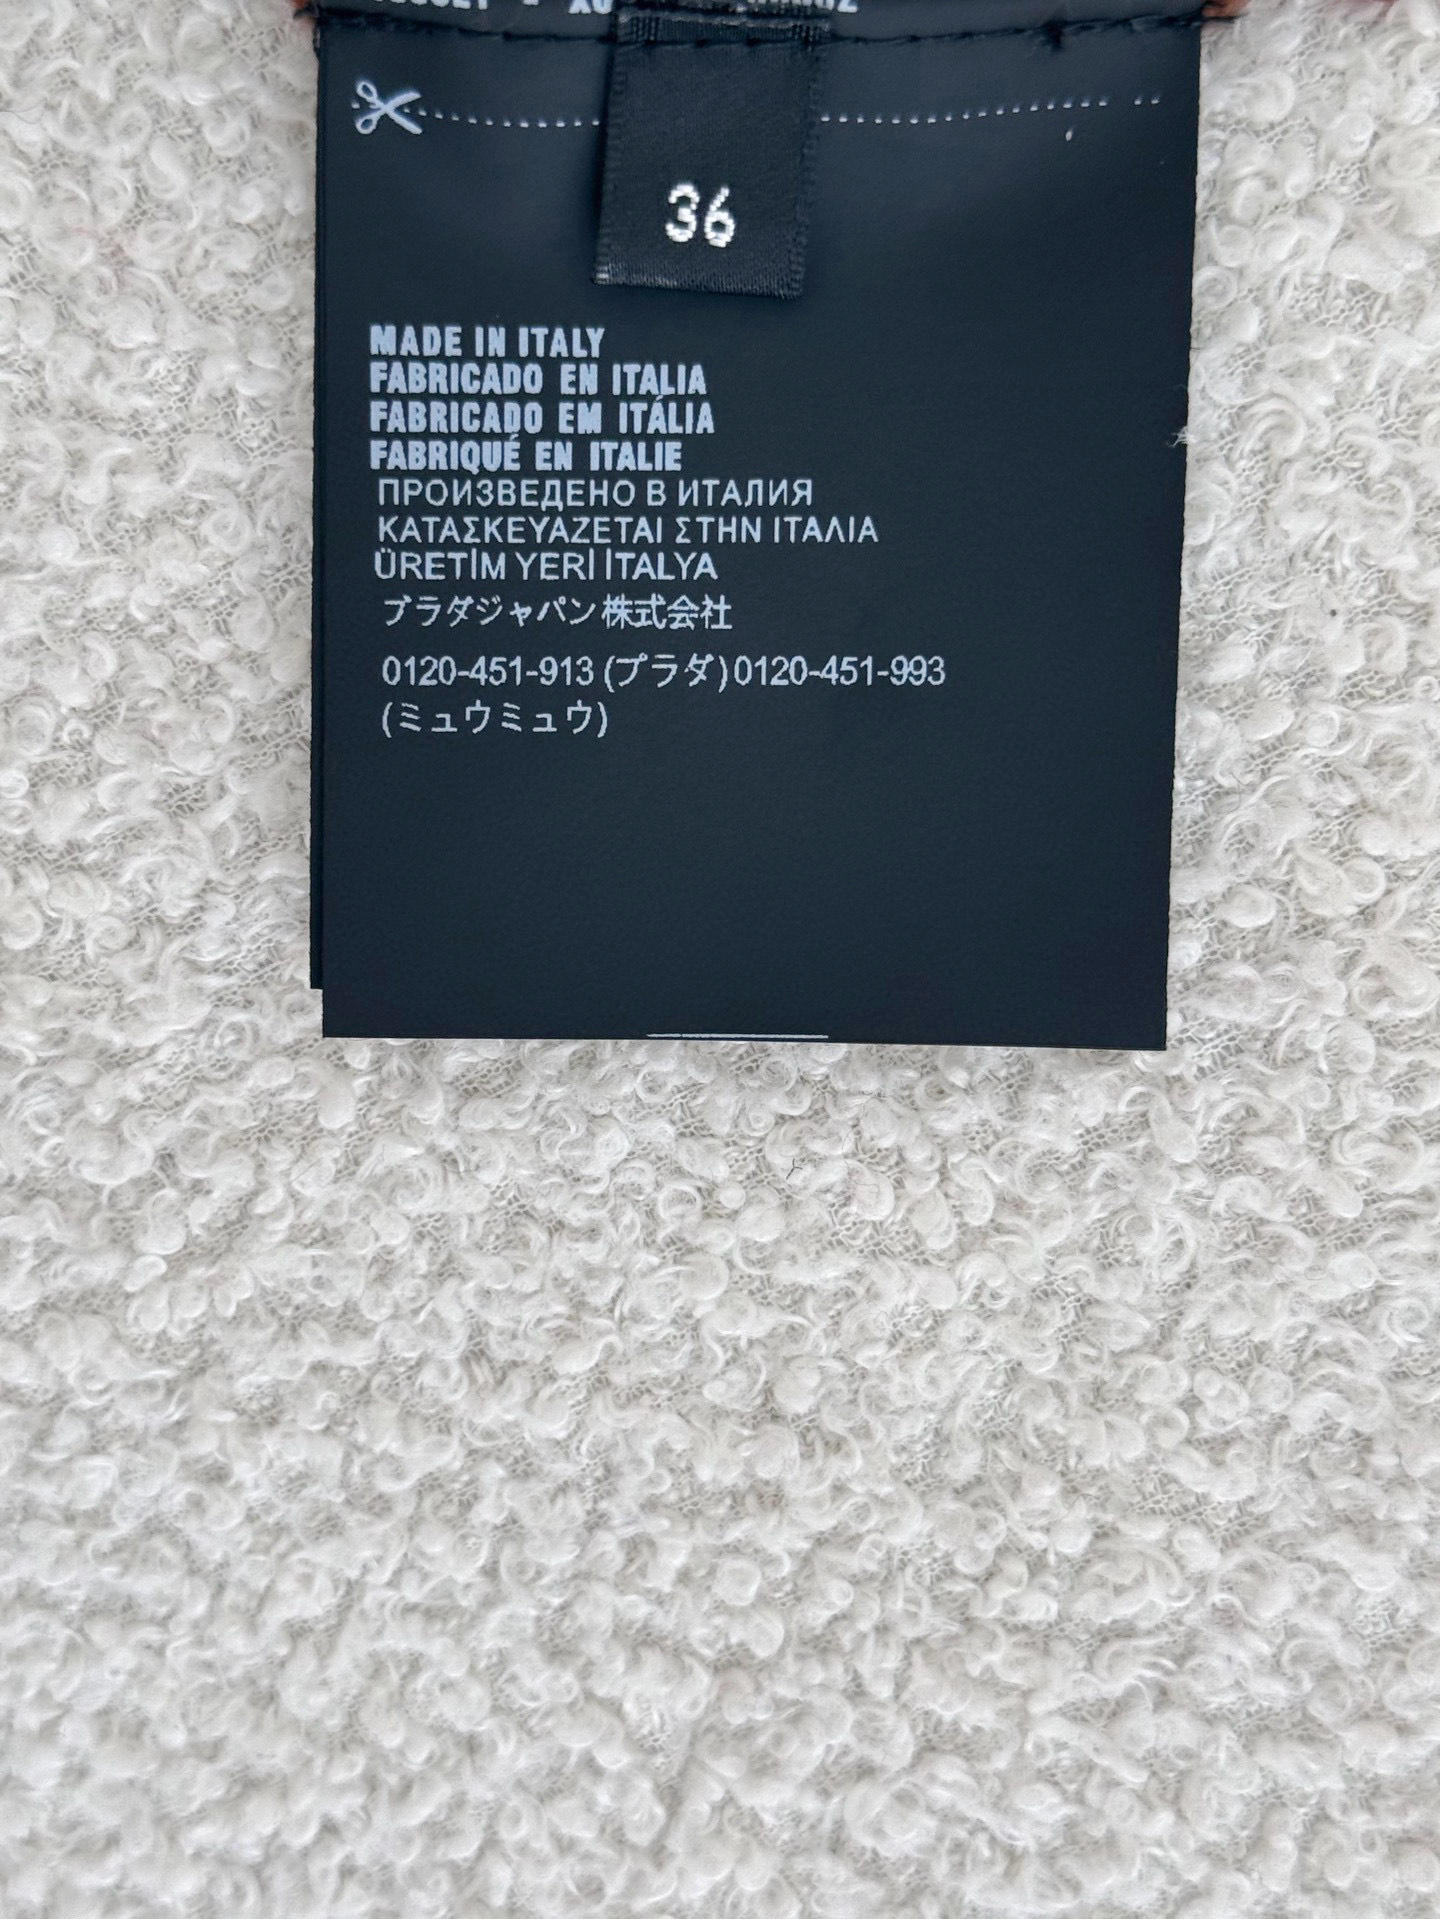 36
MADE IN ITALY
FABRICADO EN ITALIA
FABRICADO EM ITÁLIA
FABRIQUÉ EN ITALIE
ПРОИЗВЕДЕНО В ИТАЛИЯ
ΚΑΤΑΣΚΕΥΑΖΕΤΑΙ ΣΤΗΝ ΙΤΑΛΙΑ
ÜRETİM YERİ İTALYA
プラダジャパン株式会社
0120-451-913 (プラダ)0120-451-993
(ミュウミュウ)